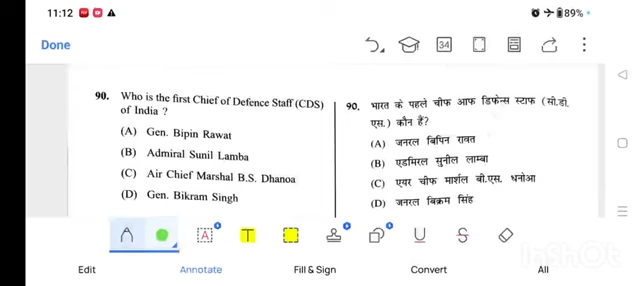 11:12
89%
Done
34
90. Who is the first Chief of Defence Staff (CDS)
of India ?
(A) Gen. Bipin Rawat
(B) Admiral Sunil Lamba
(C) Air Chief Marshal B.S. Dhanoa
(D) Gen. Bikram Singh
90. भारत के पहले चीफ आफ डिफेन्स स्टाफ (सी.डी.
एस.) कौन हैं?
(A) जनरल बिपिन रावत
(B) एडमिरल सुनील लाम्बा
(C) एयर चीफ मार्शल बी.एस. धनोआ
(D) जनरल बिक्रम सिंह
A T U S
Edit Annotate Fill & Sign Convert All
InShOt